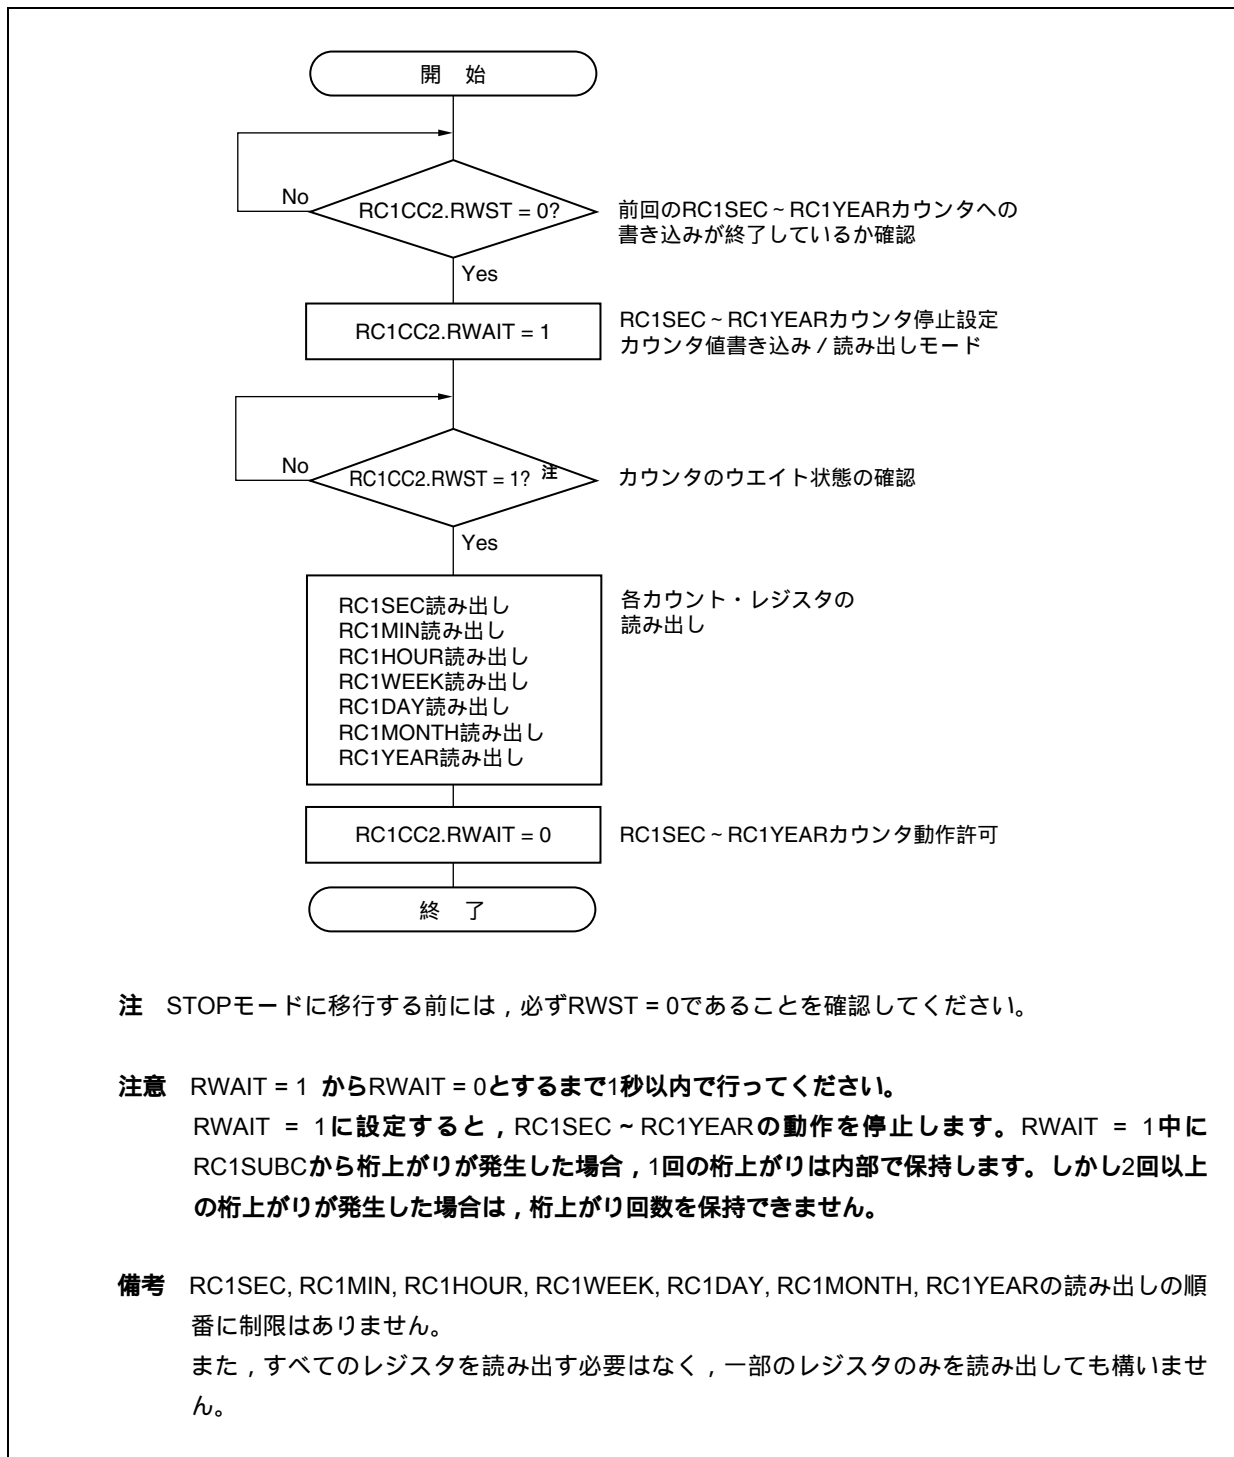 開 始
No
RC1CC2.RWST = 0?
前回のRC1SEC～RC1YEARカウンタへの
書き込みが終了しているか確認
Yes
RC1CC2.RWAIT = 1
RC1SEC～RC1YEARカウンタ停止設定
カウンタ値書き込み／読み出しモード
No
RC1CC2.RWST = 1? 注
カウンタのウエイト状態の確認
Yes
RC1SEC読み出し
RC1MIN読み出し
RC1HOUR読み出し
RC1WEEK読み出し
RC1DAY読み出し
RC1MONTH読み出し
RC1YEAR読み出し
各カウント・レジスタの
読み出し
RC1CC2.RWAIT = 0
RC1SEC～RC1YEARカウンタ動作許可
終 了
注 STOPモードに移行する前には，必ずRWST = 0であることを確認してください。
注意 RWAIT = 1 からRWAIT = 0とするまで1秒以内で行ってください。
RWAIT = 1に設定すると，RC1SEC～RC1YEARの動作を停止します。RWAIT = 1中に
RC1SUBCから桁上がりが発生した場合，1回の桁上がりは内部で保持します。しかし2回以上
の桁上がりが発生した場合は，桁上がり回数を保持できません。
備考 RC1SEC, RC1MIN, RC1HOUR, RC1WEEK, RC1DAY, RC1MONTH, RC1YEARの読み出しの順
番に制限はありません。
また，すべてのレジスタを読み出す必要はなく，一部のレジスタのみを読み出しても構いませ
ん。